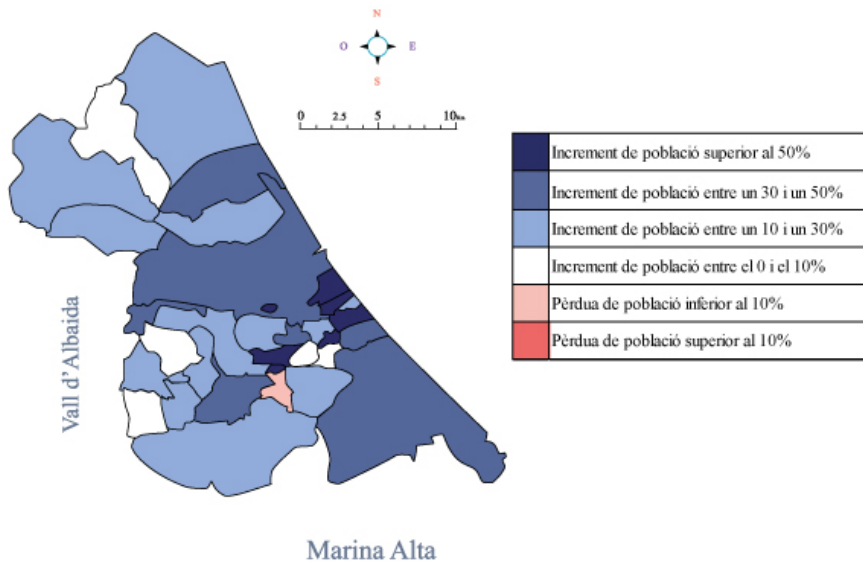 N
O E
S
0 2.5 5 10km
Increment de població superior al 50%
Increment de població entre un 30 i un 50%
Increment de població entre un 10 i un 30%
Increment de població entre el 0 i el 10%
Pèrdua de població inferior al 10%
Pèrdua de població superior al 10%
Vall d'Albaida
Marina Alta